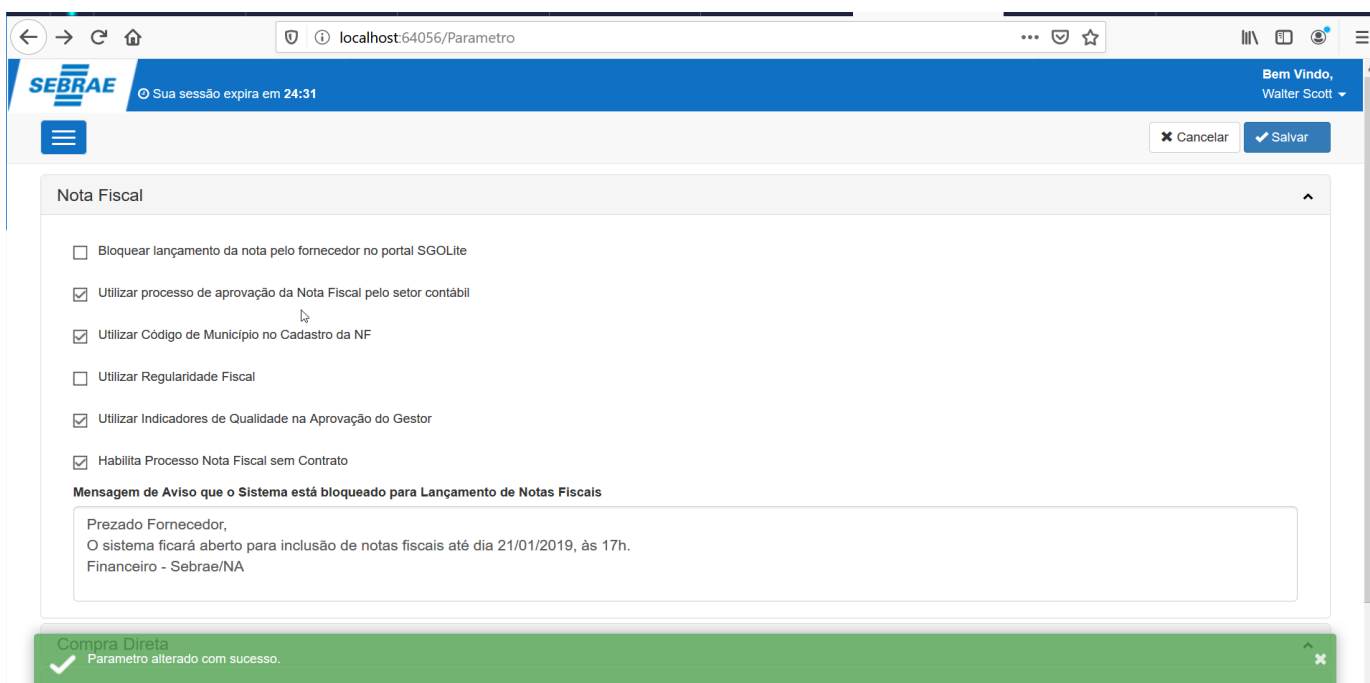 localhost:64056/Parametro
SEBRAE
Sua sessão expira em 24:31
Bem Vindo,
Walter Scott
Cancelar
Salvar
Nota Fiscal
Bloquear lançamento da nota pelo fornecedor no portal SGOLite
Utilizar processo de aprovação da Nota Fiscal pelo setor contábil
Utilizar Código de Município no Cadastro da NF
Utilizar Regularidade Fiscal
Utilizar Indicadores de Qualidade na Aprovação do Gestor
Habilita Processo Nota Fiscal sem Contrato
Mensagem de Aviso que o Sistema está bloqueado para Lançamento de Notas Fiscais
Prezado Fornecedor,
O sistema ficará aberto para inclusão de notas fiscais até dia 21/01/2019, às 17h.
Financeiro - Sebrae/NA
Compra Direta
Parametro alterado com sucesso.